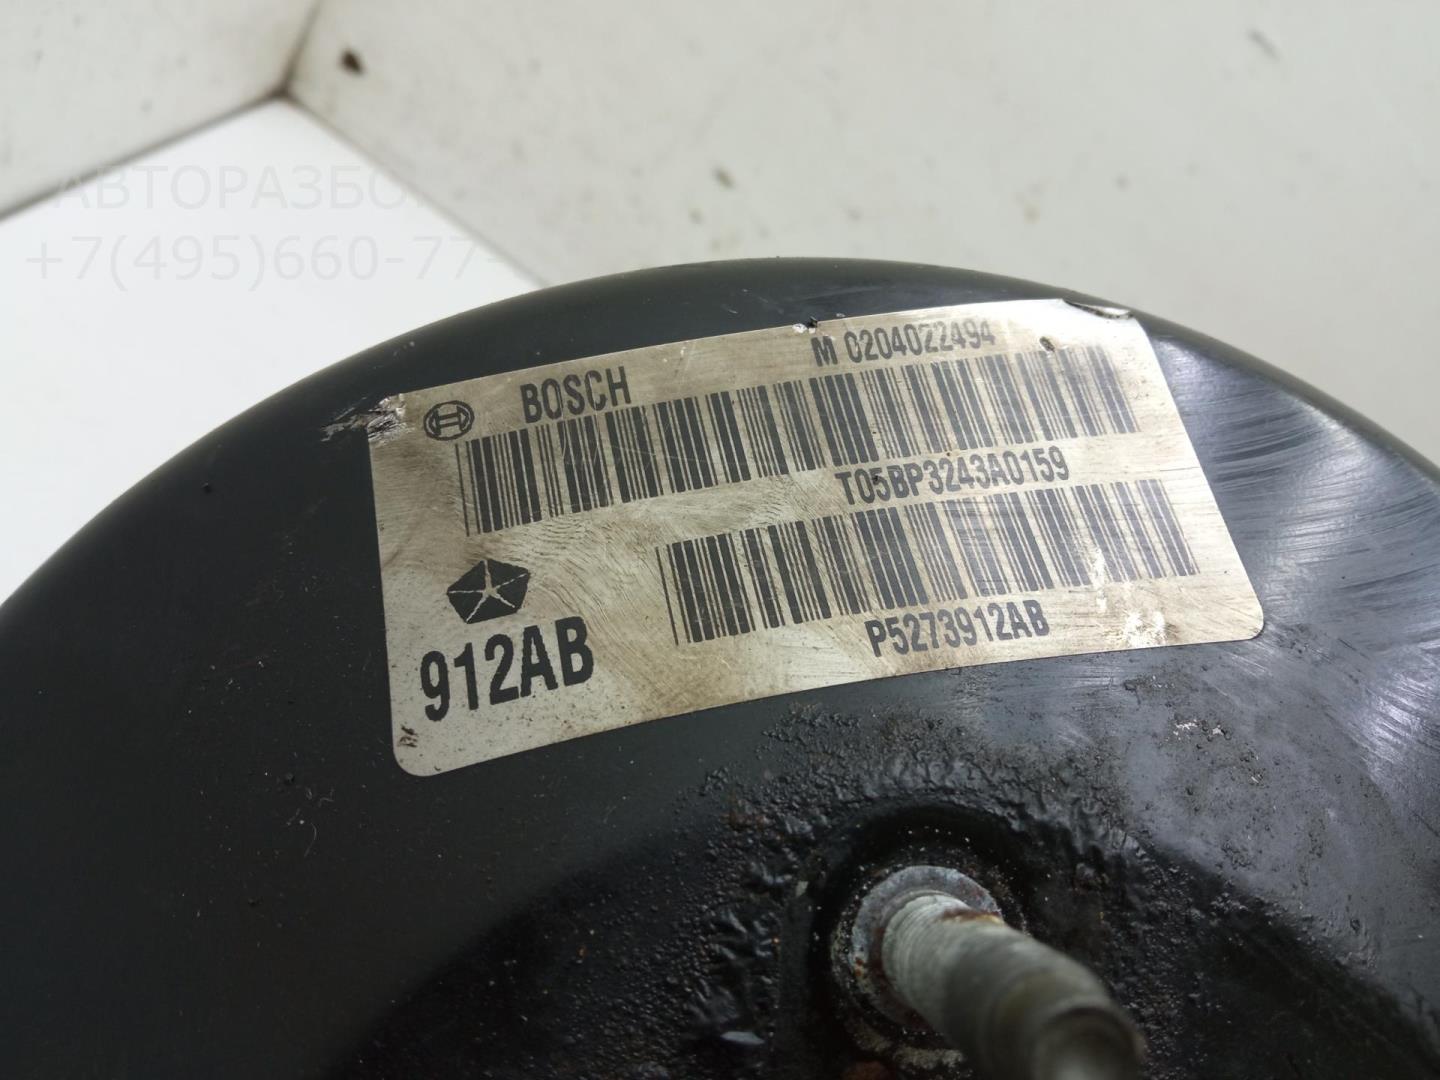 АВТОРАЗБО
+7(495)660-77-
BOSCH M 0204022494
T05BP3243A0159
912AB
P5273912AB